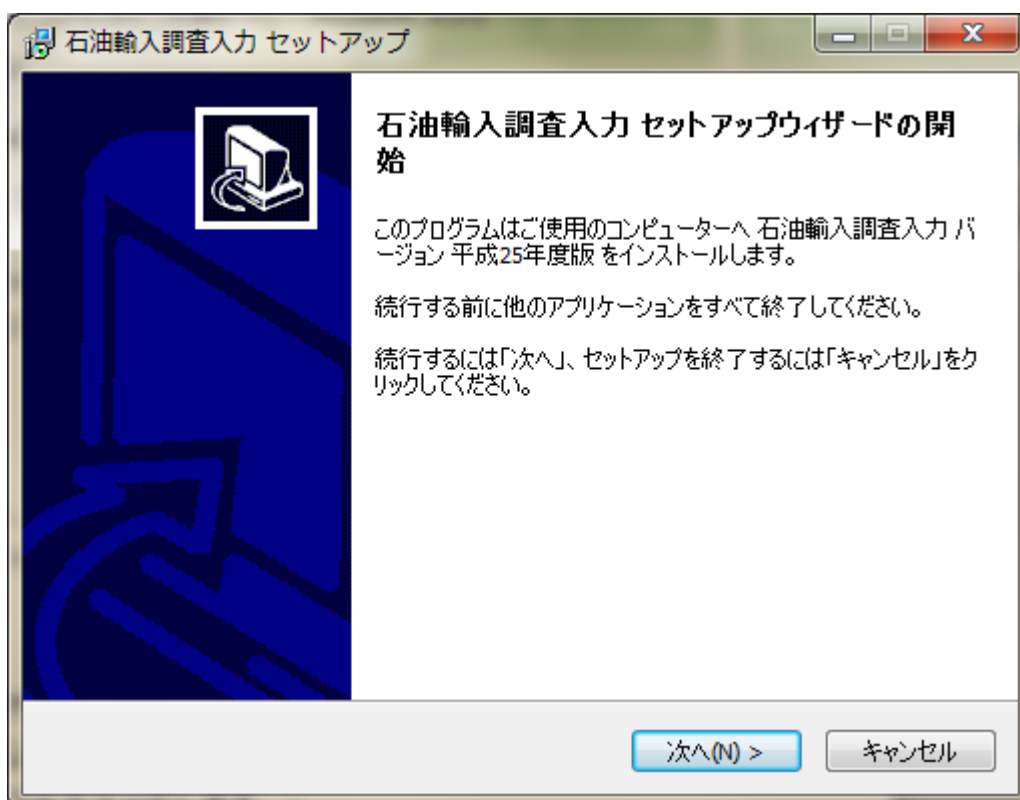 石油輸入調査入力 セットアップ
石油輸入調査入力 セットアップウィザードの開
始
このプログラムはご使用のコンピューターへ 石油輸入調査入力 バ
ージョン 平成25年度版 をインストールします。
続行する前に他のアプリケーションをすべて終了してください。
続行するには「次へ」、セットアップを終了するには「キャンセル」をク
リックしてください。
次へ(N) >
キャンセル